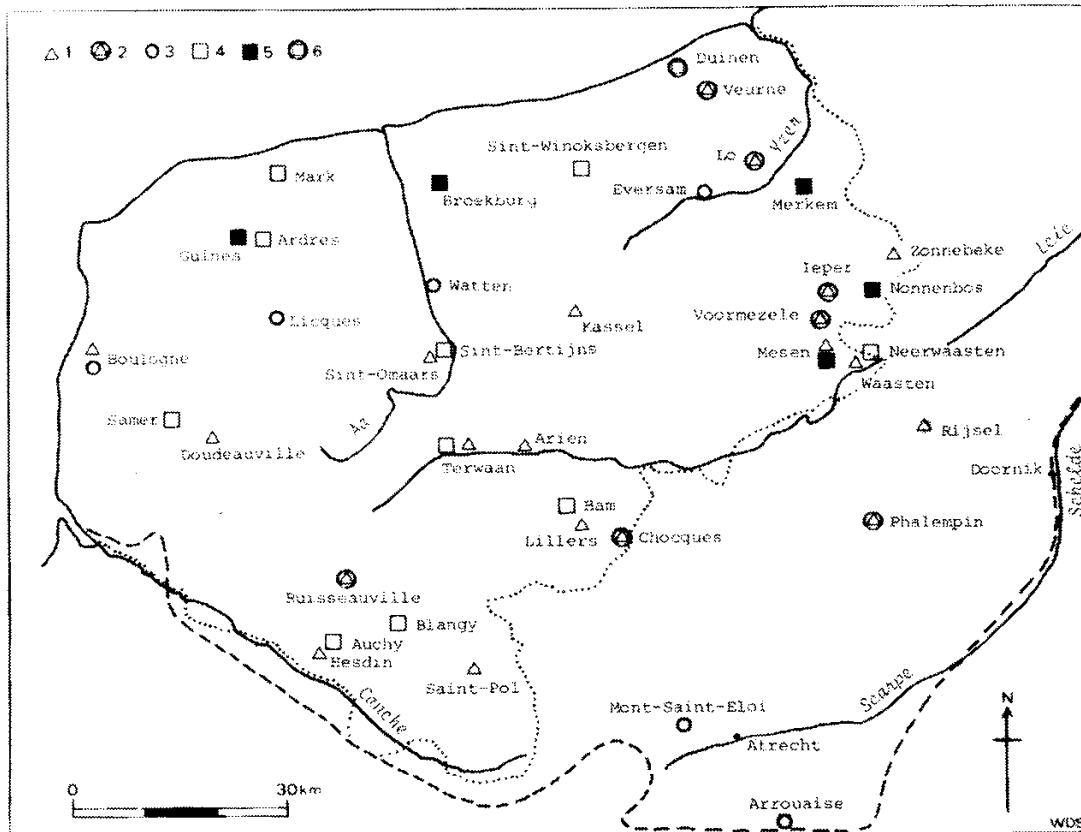 1 2 3 4 5 6
Duinen
Veurne
Yzer
Lo
Sint-Winoksbergen
Eversam
Mark
Broekburg
Merkem
Guines
Ardres
Zonnebeke
Leie
Ieper
Nonnenbos
Watten
Licques
Kassel
Voormezele
Boulogne
Sint-Bertijns
Sint-Omaars
Mesen
Neerwaasten
Waasten
Samer
Aa
Doudeauville
Terwaan
Arien
Rijsel
Doornik
Schelde
Ham
Lillers
Chocques
Phalempin
Ruisseauville
Blangy
Auchy
Hesdin
Saint-Pol
Canche
Mont-Saint-Eloi
Scarpe
Atrecht
N
0 30km
Arrouaise
WDS